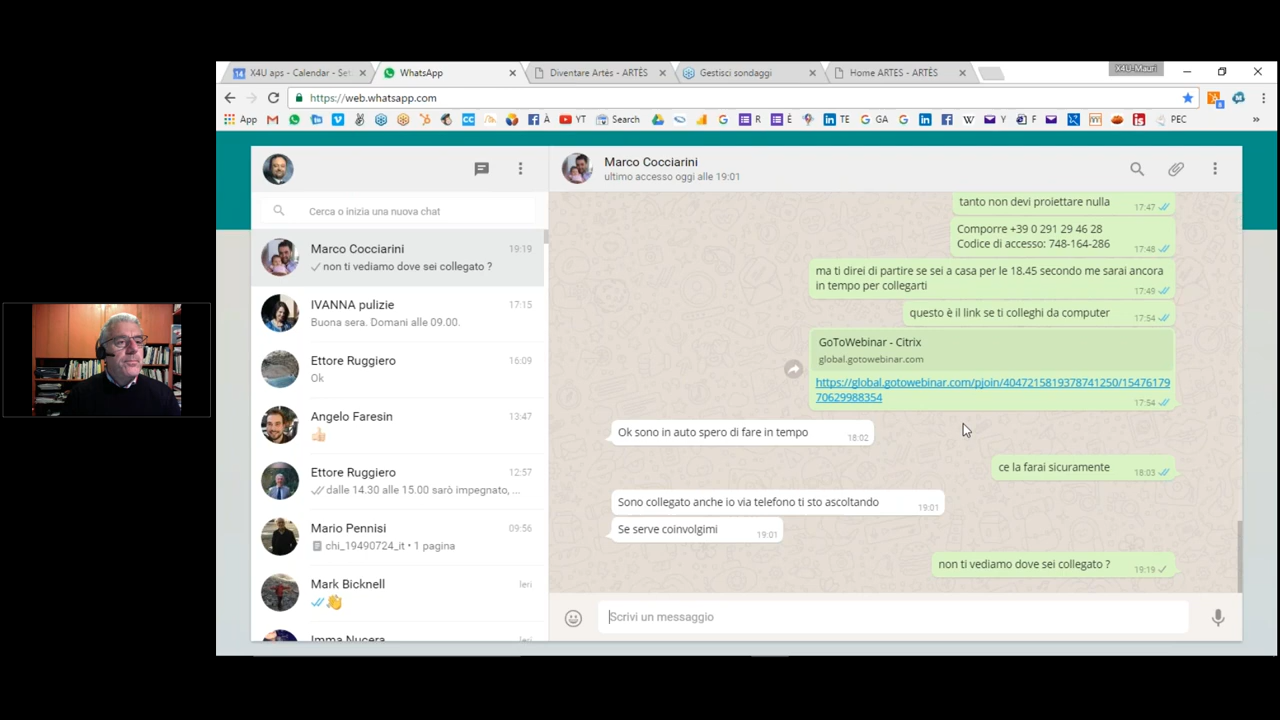 X4U aps - Calendar - Set
WhatsApp
Diventare Artès - ARTÈS
Gestisci sondaggi
Home ARTES - ARTÈS
X4U-Mauri
https://web.whatsapp.com
App
CC
A
YT
Search
R
È
TE
GA
Y
F
PEC
Marco Cocciarini
ultimo accesso oggi alle 19:01
Cerca o inizia una nuova chat
Marco Cocciarini
19:19
non ti vediamo dove sei collegato ?
IVANNA pulizie
17:15
Buona sera. Domani alle 09.00.
Ettore Ruggiero
16:09
Ok
Angelo Faresin
13:47
Ettore Ruggiero
12:57
dalle 14.30 alle 15.00 sarò impegnato, ...
Mario Pennisi
09:56
chi_19490724_it • 1 pagina
Mark Bicknell
Ieri
Imma Nucera
Ieri
tanto non devi proiettare nulla
17:47
Comporre +39 0 291 29 46 28
Codice di accesso: 748-164-286
17:48
ma ti direi di partire se sei a casa per le 18.45 secondo me sarai ancora
in tempo per collegarti
17:49
questo è il link se ti colleghi da computer
17:54
GoToWebinar - Citrix
global.gotowebinar.com
https://global.gotowebinar.com/pjoin/4047215819378741250/15476179
70629988354
17:54
Ok sono in auto spero di fare in tempo
18:02
ce la farai sicuramente
18:03
Sono collegato anche io via telefono ti sto ascoltando
19:01
Se serve coinvolgimi
19:01
non ti vediamo dove sei collegato ?
19:19
Scrivi un messaggio